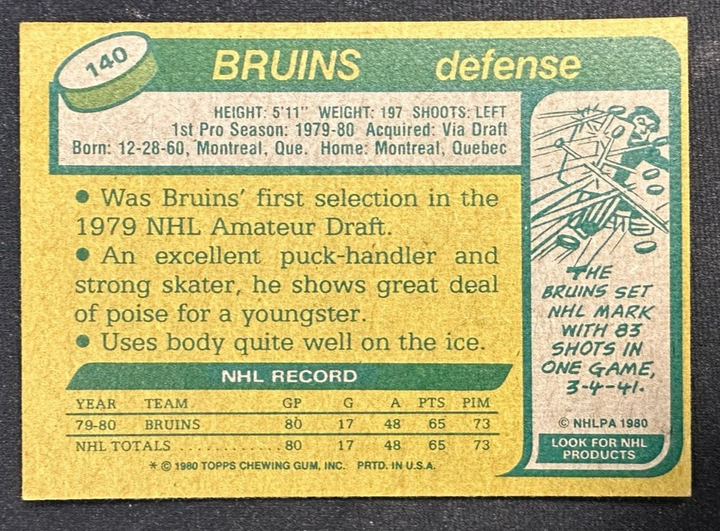 140
BRUINS defense
HEIGHT: 5'11" WEIGHT: 197 SHOOTS: LEFT
1st Pro Season: 1979-80 Acquired: Via Draft
Born: 12-28-60, Montreal, Que. Home: Montreal, Quebec
• Was Bruins' first selection in the
1979 NHL Amateur Draft.
• An excellent puck-handler and
strong skater, he shows great deal
of poise for a youngster.
• Uses body quite well on the ice.
NHL RECORD
YEAR TEAM GP G A PTS PIM
79-80 BRUINS 80 17 48 65 73
NHL TOTALS ............ 80 17 48 65 73
* © 1980 TOPPS CHEWING GUM, INC. PRTD. IN U.S.A.
THE
BRUINS SET
NHL MARK
WITH 83
SHOTS IN
ONE GAME,
3-4-41.
© NHLPA 1980
LOOK FOR NHL
PRODUCTS